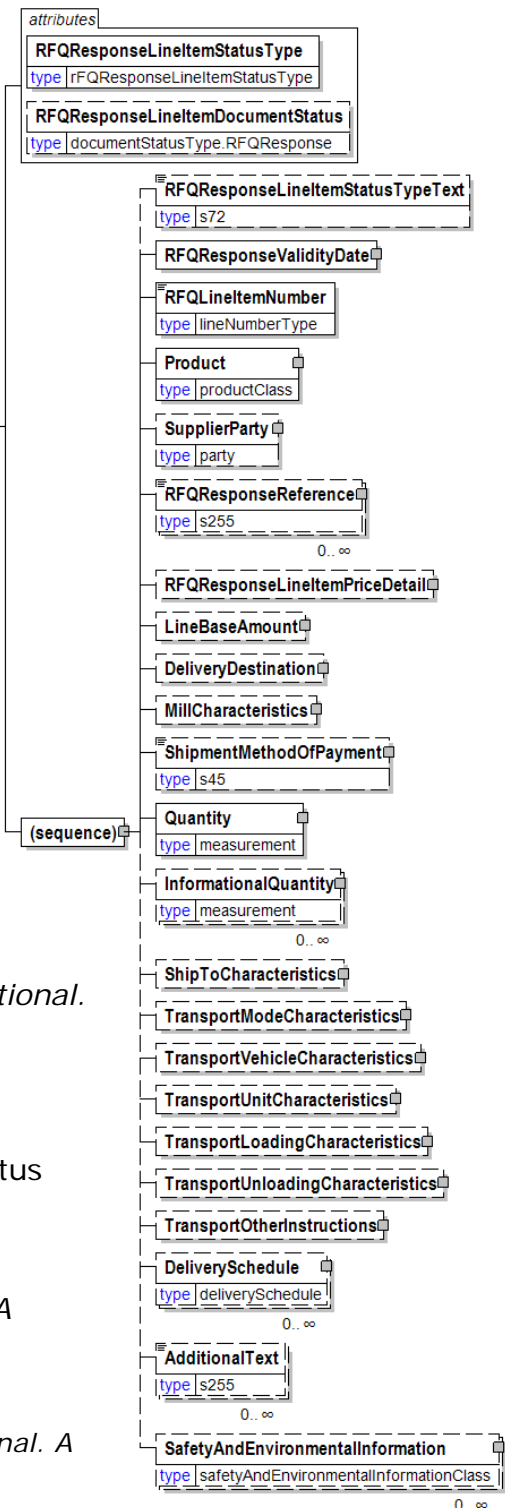 attributes
RFQResponseLineItemStatusType
type rFQResponseLineItemStatusType
RFQResponseLineItemDocumentStatus
type documentStatusType.RFQResponse
RFQResponseLineItemStatusTypeText
type s72
RFQResponseValidityDate
RFQLineItemNumber
type lineNumberType
Product
type productClass
SupplierParty
type party
RFQResponseReference
type s255
0.. ∞
RFQResponseLineItemPriceDetail
LineBaseAmount
DeliveryDestination
MillCharacteristics
ShipmentMethodOfPayment
type s45
(sequence)
Quantity
type measurement
InformationalQuantity
type measurement
0.. ∞
tional.
ShipToCharacteristics
TransportModeCharacteristics
TransportVehicleCharacteristics
TransportUnitCharacteristics
TransportLoadingCharacteristics
tus
TransportUnloadingCharacteristics
TransportOtherInstructions
DeliverySchedule
type deliverySchedule
A
0.. ∞
AdditionalText
type s255
0.. ∞
nal. A
SafetyAndEnvironmentalInformation
type safetyAndEnvironmentalInformationClass
0.. ∞